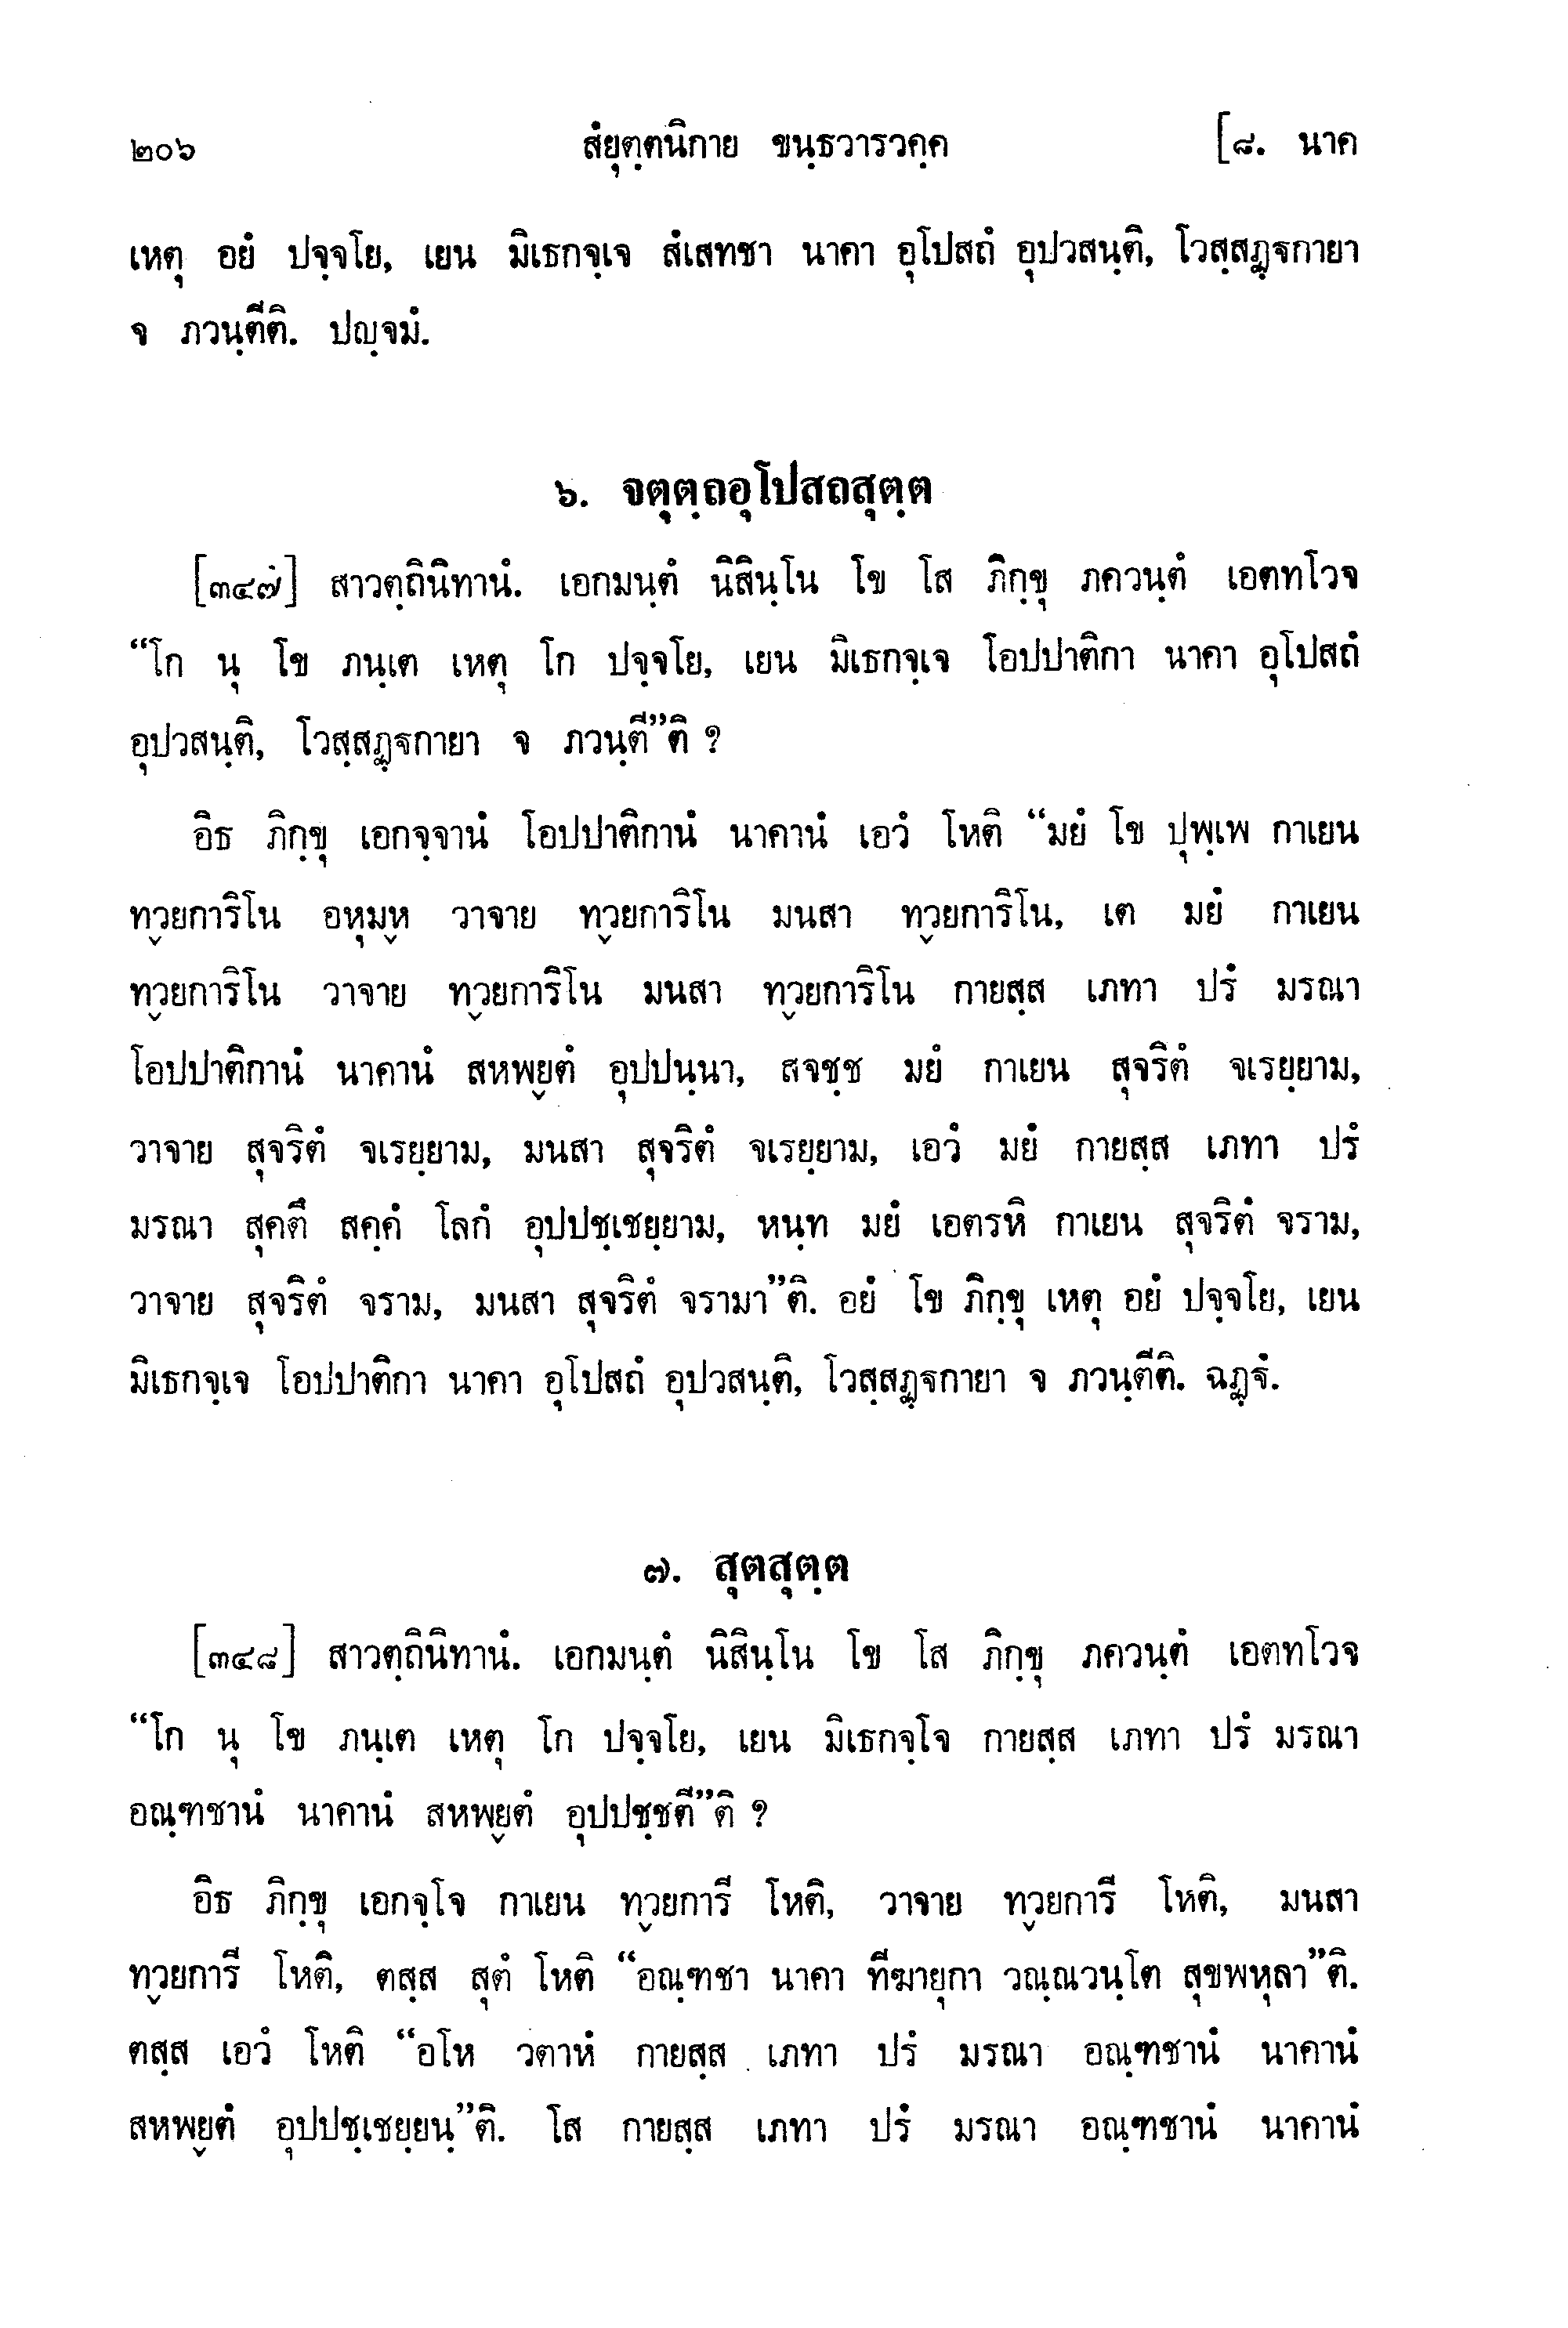 ๒๐๖ สํยุตฺตนิกาย ขนฺธวารวคฺค [๘. นาค
เหตุ อยํ ปจฺจโย, เยน มิเธกจฺเจ สํเสทชา นาคา อุโปสถํ อุปวสนฺติ, โวสฺสฏฺฐกายา
จ ภวนฺตีติ. ปญฺจมํ.
๖. จตุตฺถอุโปสถสุตฺต
[๓๔๗] สาวตฺถินิทานํ. เอกมนฺตํ นิสินฺโน โข โส ภิกฺขุ ภควนฺตํ เอตทโวจ
“โก นุ โข ภนฺเต เหตุ โก ปจฺจโย, เยน มิเธกจฺเจ โอปปาติกา นาคา อุโปสถํ
อุปวสนฺติ, โวสฺสฏฺฐกายา จ ภวนฺตี”ติ ?
อิธ ภิกฺขุ เอกจฺจานํ โอปปาติกานํ นาคานํ เอวํ โหติ “มยํ โข ปุพฺเพ กาเยน
ทฺวยการิโน อหุมฺห วาจาย ทฺวยการิโน มนสา ทฺวยการิโน, เต มยํ กาเยน
ทฺวยการิโน วาจาย ทฺวยการิโน มนสา ทฺวยการิโน กายสฺส เภทา ปรํ มรณา
โอปปาติกานํ นาคานํ สหพฺยตํ อุปปนฺนา, สจชฺช มยํ กาเยน สุจริตํ จเรยฺยาม,
วาจาย สุจริตํ จเรยฺยาม, มนสา สุจริตํ จเรยฺยาม, เอวํ มยํ กายสฺส เภทา ปรํ
มรณา สุคตึ สคฺคํ โลกํ อุปปชฺเชยฺยาม, หนฺท มยํ เอตรหิ กาเยน สุจริตํ จราม,
วาจาย สุจริตํ จราม, มนสา สุจริตํ จรามา”ติ. อยํ โข ภิกฺขุ เหตุ อยํ ปจฺจโย, เยน
มิเธกจฺเจ โอปปาติกา นาคา อุโปสถํ อุปวสนฺติ, โวสฺสฏฺฐกายา จ ภวนฺตีติ. ฉฏฺฐํ.
๗. สุตสุตฺต
[๓๔๘] สาวตฺถินิทานํ. เอกมนฺตํ นิสินฺโน โข โส ภิกฺขุ ภควนฺตํ เอตทโวจ
“โก นุ โข ภนฺเต เหตุ โก ปจฺจโย, เยน มิเธกจฺโจ กายสฺส เภทา ปรํ มรณา
อณฺฑชานํ นาคานํ สหพฺยตํ อุปปชฺชตี”ติ ?
อิธ ภิกฺขุ เอกจฺโจ กาเยน ทฺวยการี โหติ, วาจาย ทฺวยการี โหติ, มนสา
ทฺวยการี โหติ, ตสฺส สุตํ โหติ “อณฺฑชา นาคา ทีฆายุกา วณฺณวนฺโต สุขพหุลา”ติ.
ตสฺส เอวํ โหติ “อโห วตาหํ กายสฺส เภทา ปรํ มรณา อณฺฑชานํ นาคานํ
สหพฺยตํ อุปปชฺเชยฺยนฺ”ติ. โส กายสฺส เภทา ปรํ มรณา อณฺฑชานํ นาคานํ